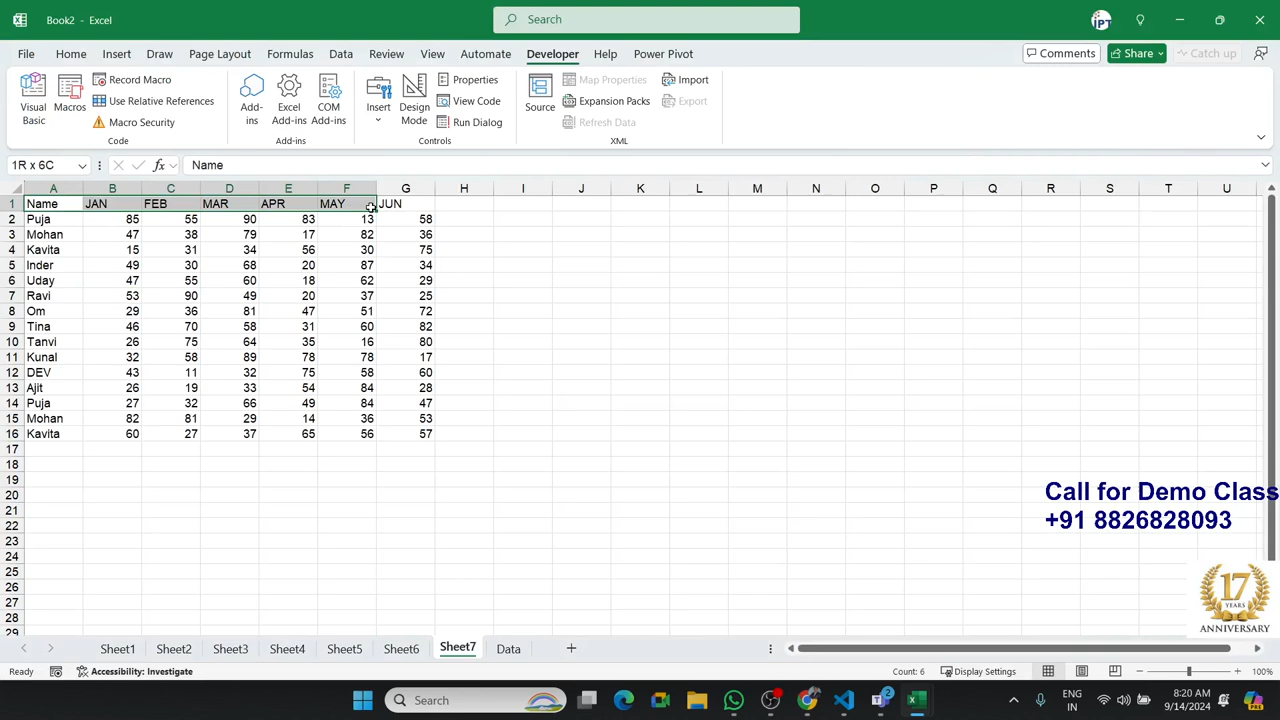 Book2 - Excel
Search
File Home Insert Draw Page Layout Formulas Data Review View Automate Developer Help Power Pivot
Comments Share Catch up
Visual Basic
Macros
Record Macro
Use Relative References
Macro Security
Code
Add-ins
Excel Add-ins
COM Add-ins
Add-ins
Insert
Design Mode
Properties
View Code
Run Dialog
Controls
Source
Map Properties
Expansion Packs
Refresh Data
Import
Export
XML
1R x 6C fx Name
A B C D E F G H I J K L M N O P Q R S T U
1 Name JAN FEB MAR APR MAY JUN
2 Puja 85 55 90 83 13 58
3 Mohan 47 38 79 17 82 36
4 Kavita 15 31 34 56 30 75
5 Inder 49 30 68 20 87 34
6 Uday 47 55 60 18 62 29
7 Ravi 53 90 49 20 37 25
8 Om 29 36 81 47 51 72
9 Tina 46 70 58 31 60 82
10 Tanvi 26 75 64 35 16 80
11 Kunal 32 58 89 78 78 17
12 DEV 43 11 32 75 58 60
13 Ajit 26 19 33 54 84 28
14 Puja 27 32 66 49 84 47
15 Mohan 82 81 29 14 36 53
16 Kavita 60 27 37 65 56 57
17
18
19
20
21
22
23
24
25
26
27
28
29
Call for Demo Class
+91 8826828093
17
YEARS
ANNIVERSARY
Sheet1 Sheet2 Sheet3 Sheet4 Sheet5 Sheet6 Sheet7 Data
Ready Accessibility: Investigate Count: 6 Display Settings 100%
Search
2
ENG
IN
8:20 AM
9/14/2024